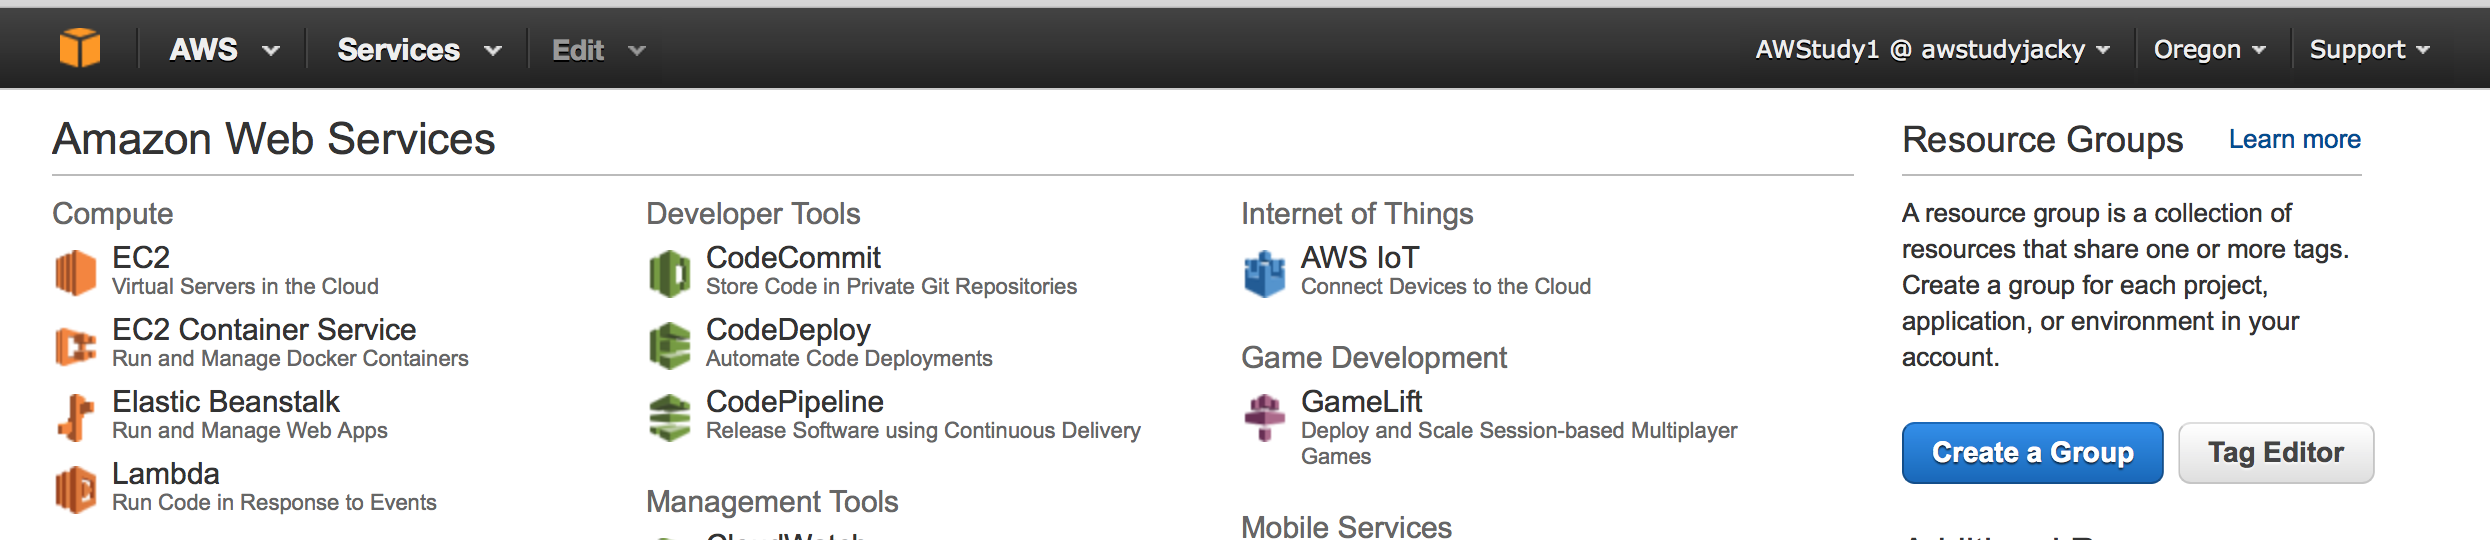 AWS Services Edit AWStudy1 @ awstudyjacky Oregon Support
Amazon Web Services
Compute
EC2
Virtual Servers in the Cloud
EC2 Container Service
Run and Manage Docker Containers
Elastic Beanstalk
Run and Manage Web Apps
Lambda
Run Code in Response to Events
Developer Tools
CodeCommit
Store Code in Private Git Repositories
CodeDeploy
Automate Code Deployments
CodePipeline
Release Software using Continuous Delivery
Management Tools
CloudWatch
Internet of Things
AWS IoT
Connect Devices to the Cloud
Game Development
GameLift
Deploy and Scale Session-based Multiplayer
Games
Mobile Services
Resource Groups Learn more
A resource group is a collection of
resources that share one or more tags.
Create a group for each project,
application, or environment in your
account.
Create a Group Tag Editor